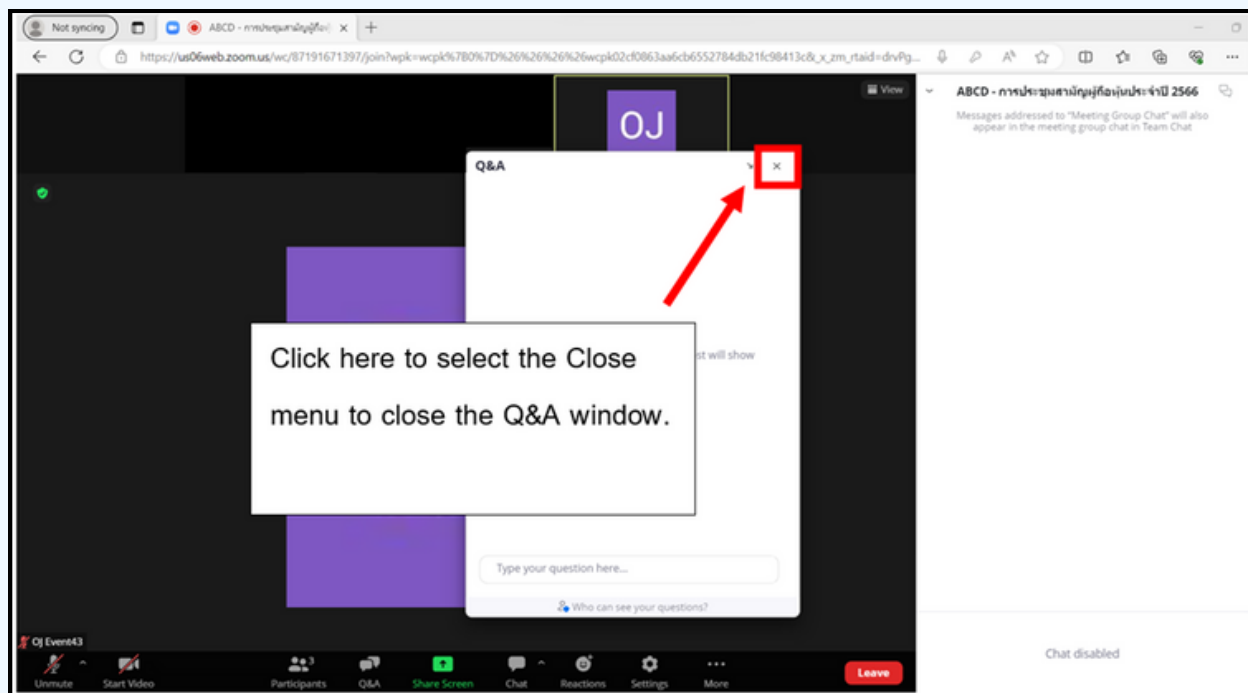 Not syncing
ABCD - การประชุมสามัญผู้ถือ
https://us06web.zoom.us/wc/87191671397/join?wpk=wcpk%7B0%7D%26%26%26%26wcpk02cf0863aa6cb6552784db21fc98413c&_x_zm_rtaid=drvPg...
View
ABCD - การประชุมสามัญผู้ถือหุ้นประจำปี 2566
Messages addressed to "Meeting Group Chat" will also
appear in the meeting group chat in Team Chat
OJ
Q&A
Click here to select the Close
menu to close the Q&A window.
st will show
Type your question here...
Who can see your questions?
OJ Event43
Unmute
Start Video
3
Participants
Q&A
Share Screen
Chat
Reactions
Settings
More
Leave
Chat disabled